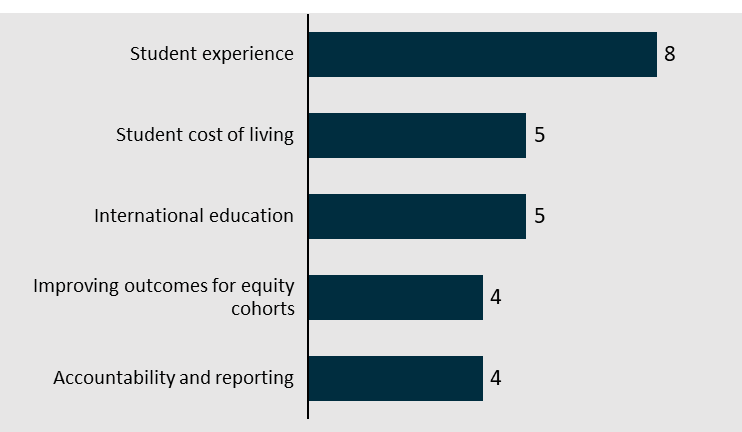 Student experience
8
Student cost of living
5
International education
5
Improving outcomes for equity
cohorts
4
Accountability and reporting
4